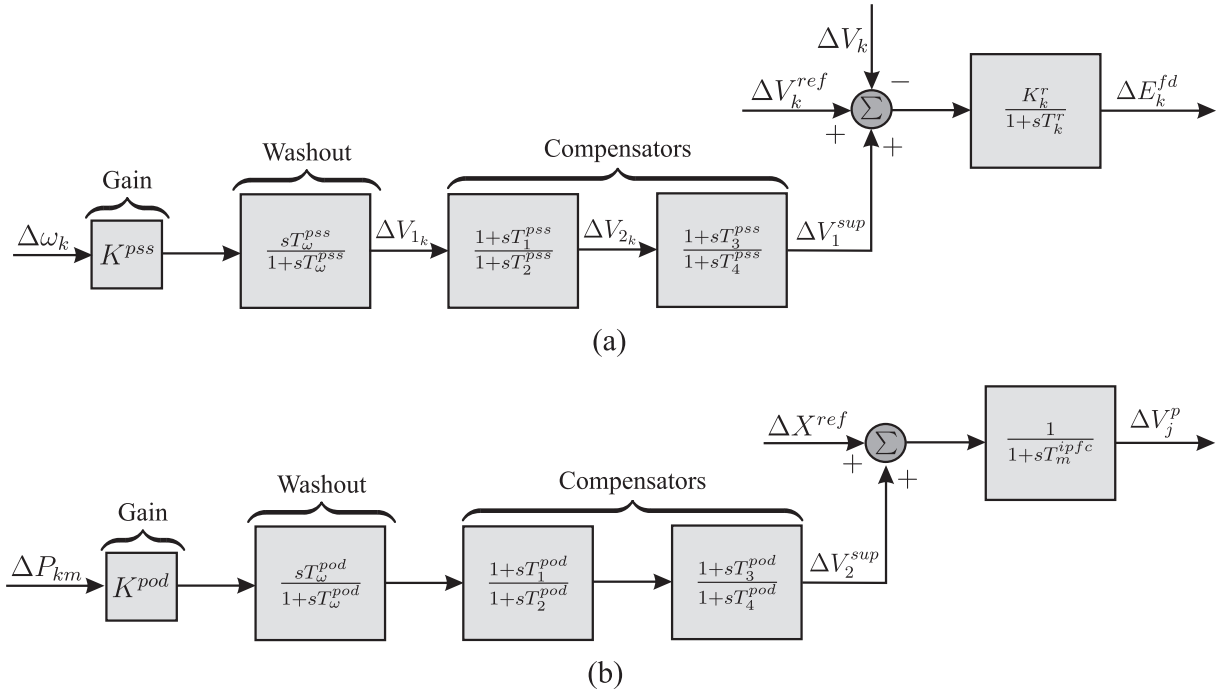 ΔV_k
ΔV_k^{ref}
−
+
+
Σ
K_k^r / 1+sT_k^r
ΔE_k^{fd}
Gain
Washout
Compensators
Δω_k
K^{pss}
sT_ω^{pss} / 1+sT_ω^{pss}
ΔV_{1_k}
1+sT_1^{pss} / 1+sT_2^{pss}
ΔV_{2_k}
1+sT_3^{pss} / 1+sT_4^{pss}
ΔV_1^{sup}
(a)
ΔX^{ref}
+
+
Σ
1 / 1+sT_m^{ipfc}
ΔV_j^p
Gain
Washout
Compensators
ΔP_{km}
K^{pod}
sT_ω^{pod} / 1+sT_ω^{pod}
1+sT_1^{pod} / 1+sT_2^{pod}
1+sT_3^{pod} / 1+sT_4^{pod}
ΔV_2^{sup}
(b)